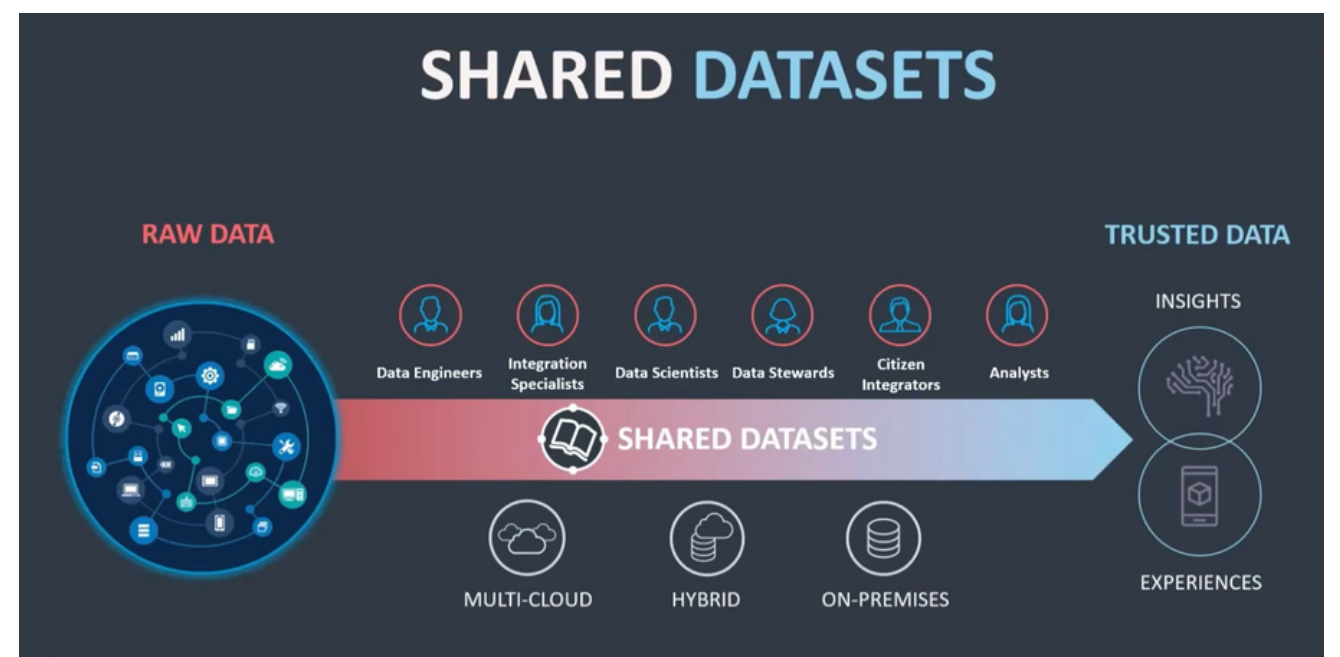 SHARED DATASETS
RAW DATA
TRUSTED DATA
INSIGHTS
Data Engineers
Integration
Specialists
Data Scientists
Data Stewards
Citizen
Integrators
Analysts
SHARED DATASETS
MULTI-CLOUD
HYBRID
ON-PREMISES
EXPERIENCES